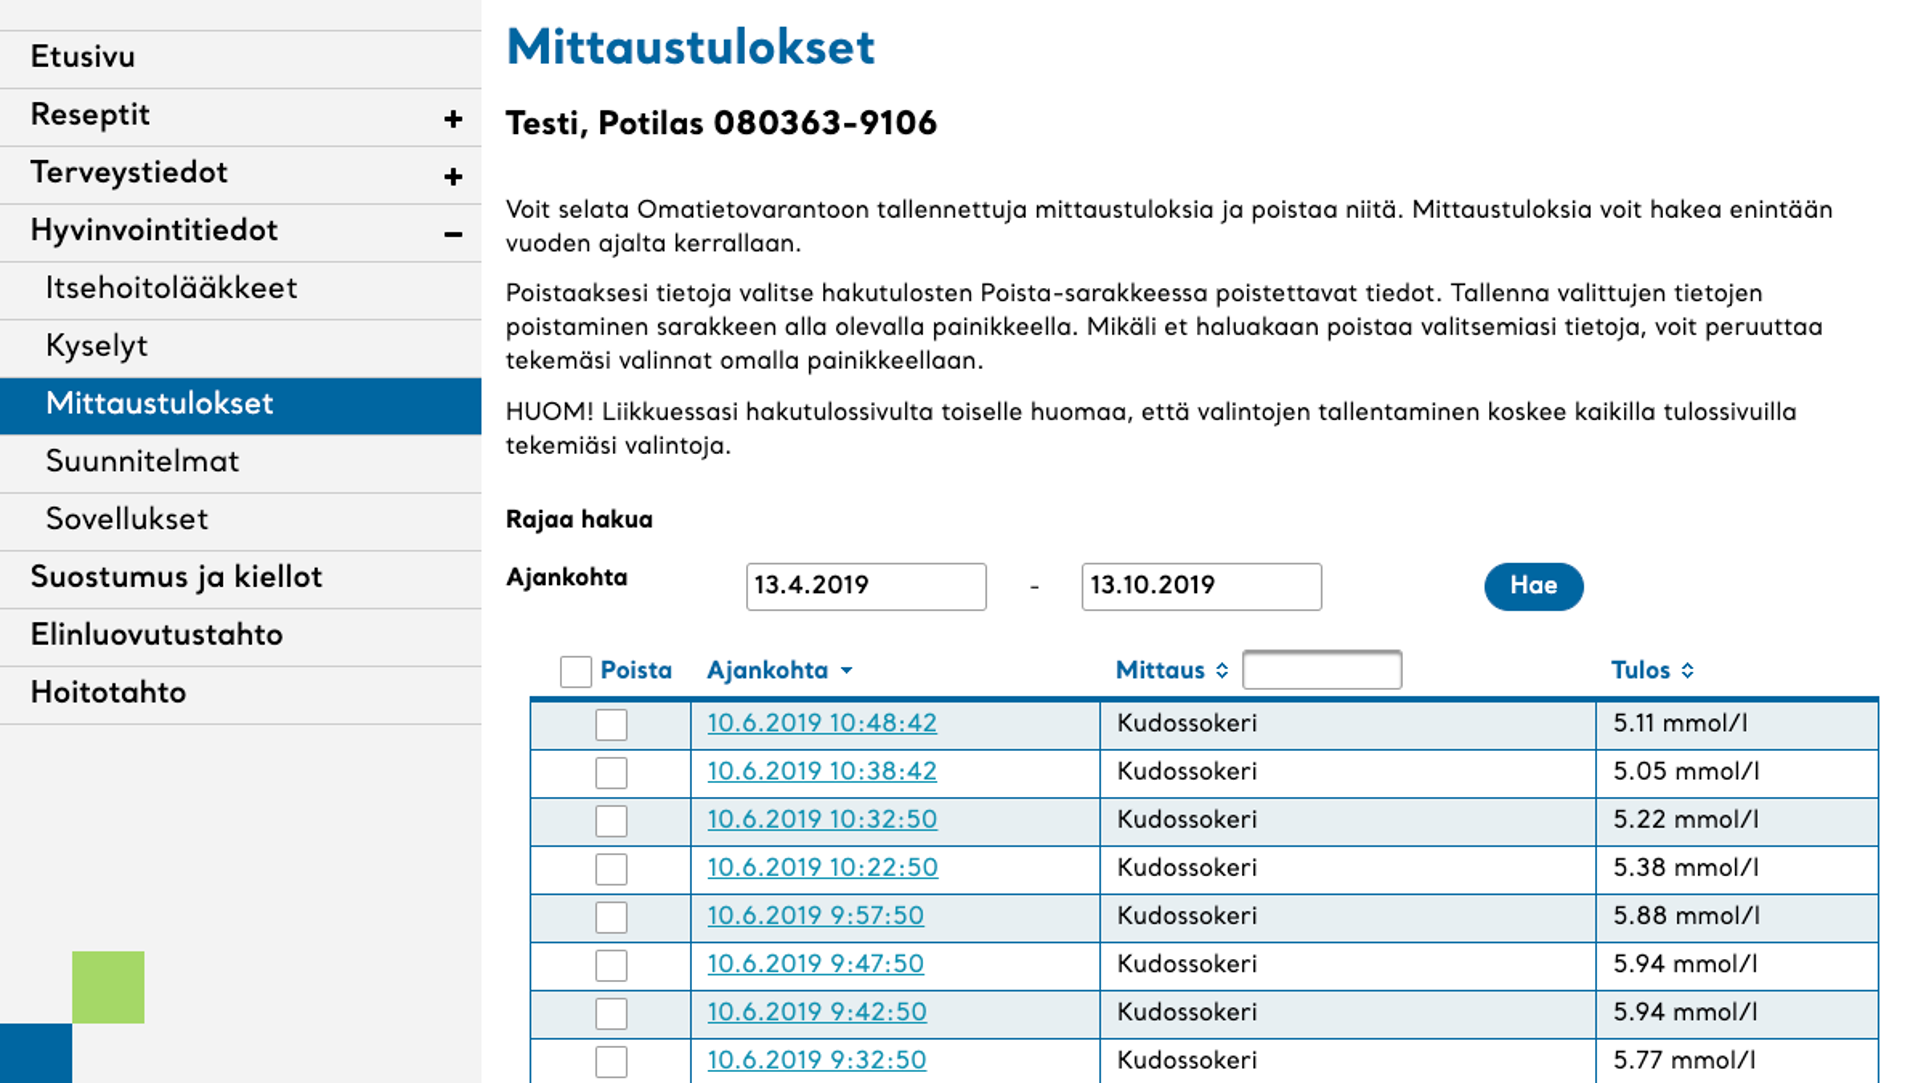 Etusivu
Reseptit +
Terveystiedot +
Hyvinvointitiedot –
Itsehoitolääkkeet
Kyselyt
Mittaustulokset
Suunnitelmat
Sovellukset
Suostumus ja kiellot
Elinluovutustahto
Hoitotahto
Mittaustulokset
Testi, Potilas 080363-9106
Voit selata Omatietovarantoon tallennettuja mittaustuloksia ja poistaa niitä. Mittaustuloksia voit hakea enintään
vuoden ajalta kerrallaan.
Poistaaksesi tietoja valitse hakutulosten Poista-sarakkeessa poistettavat tiedot. Tallenna valittujen tietojen
poistaminen sarakkeen alla olevalla painikkeella. Mikäli et haluakaan poistaa valitsemiasi tietoja, voit peruuttaa
tekemäsi valinnat omalla painikkeellaan.
HUOM! Liikkuessasi hakutulossivulta toiselle huomaa, että valintojen tallentaminen koskee kaikilla tulossivuilla
tekemiäsi valintoja.
Rajaa hakua
Ajankohta 13.4.2019 - 13.10.2019 Hae
Poista Ajankohta Mittaus Tulos
10.6.2019 10:48:42 Kudossokeri 5.11 mmol/l
10.6.2019 10:38:42 Kudossokeri 5.05 mmol/l
10.6.2019 10:32:50 Kudossokeri 5.22 mmol/l
10.6.2019 10:22:50 Kudossokeri 5.38 mmol/l
10.6.2019 9:57:50 Kudossokeri 5.88 mmol/l
10.6.2019 9:47:50 Kudossokeri 5.94 mmol/l
10.6.2019 9:42:50 Kudossokeri 5.94 mmol/l
10.6.2019 9:32:50 Kudossokeri 5.77 mmol/l